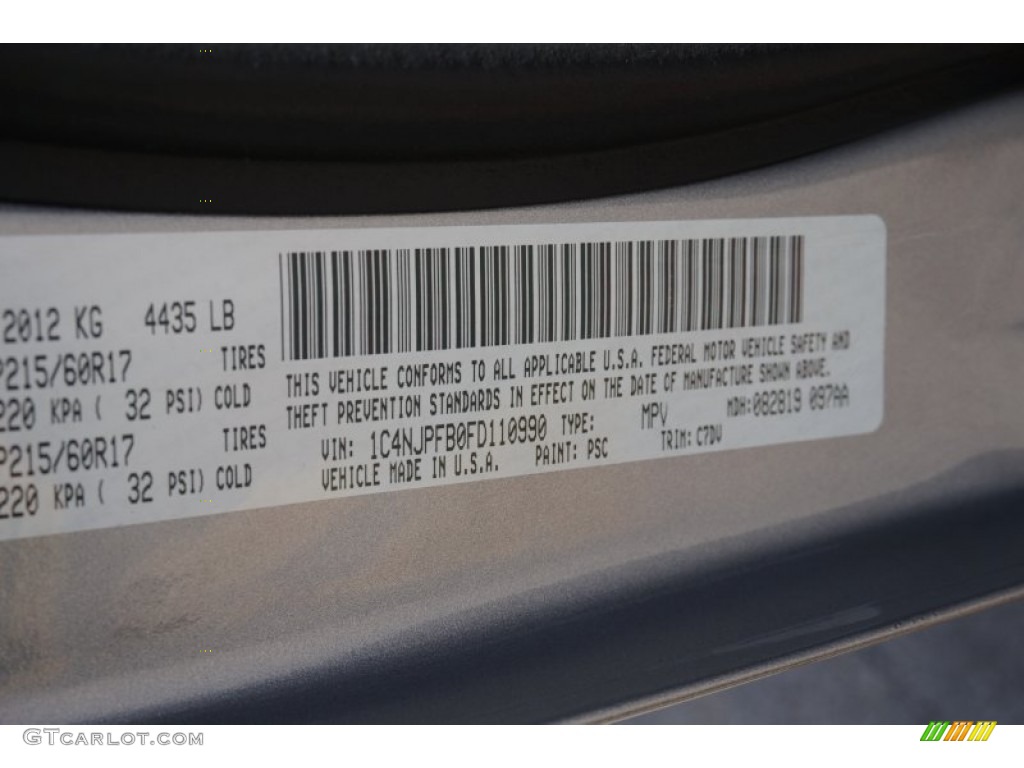 2012 KG 4435 LB
P215/60R17 TIRES
220 KPA ( 32 PSI) COLD
P215/60R17 TIRES
220 KPA ( 32 PSI) COLD
THIS VEHICLE CONFORMS TO ALL APPLICABLE U.S.A. FEDERAL MOTOR VEHICLE SAFETY AND
THEFT PREVENTION STANDARDS IN EFFECT ON THE DATE OF MANUFACTURE SHOWN ABOVE.
VIN: 1C4NJPFB0FD110990 TYPE: MPV MDH:082819 097AA
VEHICLE MADE IN U.S.A. PAINT: PSC TRIM: C7DV
GTCarlot.com